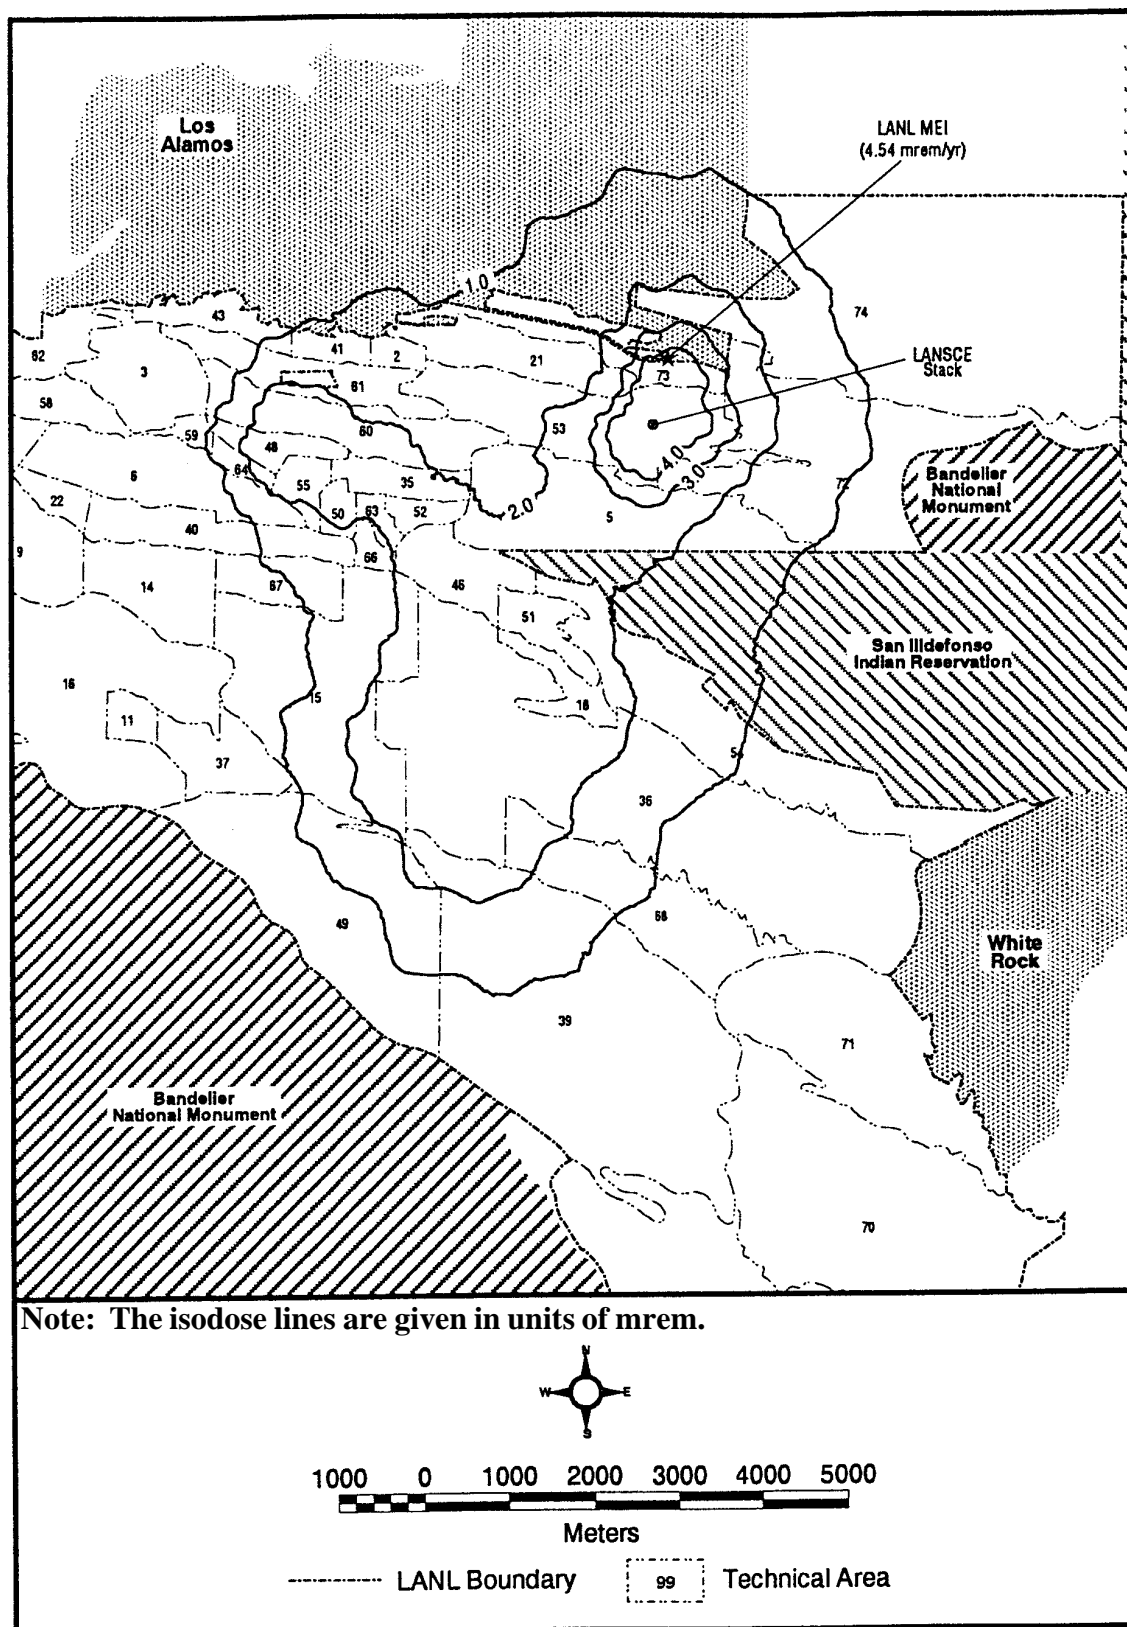 Los
Alamos
LANL MEI
(4.54 mrem/yr)
1.0
43
74
62
3
41
2
21
73
LANSCE
Stack
61
58
59
48
60
53
4.0
3.0
6
64
55
35
72
Bandelier
National
Monument
22
50
63
52
2.0
5
40
66
9
14
67
46
51
San Illdefonso
Indian Reservation
16
15
11
18
37
54
36
49
68
White
Rock
39
71
Bandelier
National Monument
70
Note: The isodose lines are given in units of mrem.
N
W E
S
1000 0 1000 2000 3000 4000 5000
Meters
LANL Boundary
99 Technical Area